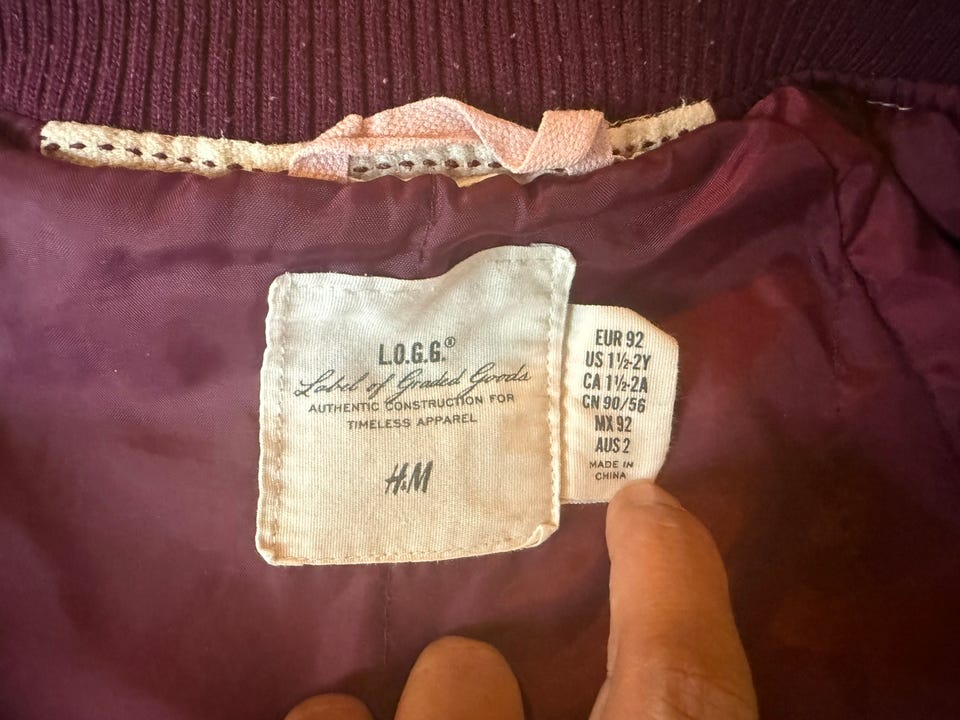 L.O.G.G.®
Label of Graded Goods
AUTHENTIC CONSTRUCTION FOR
TIMELESS APPAREL
H&M
EUR 92
US 1½-2Y
CA 1½-2A
CN 90/56
MX 92
AUS 2
MADE IN
CHINA